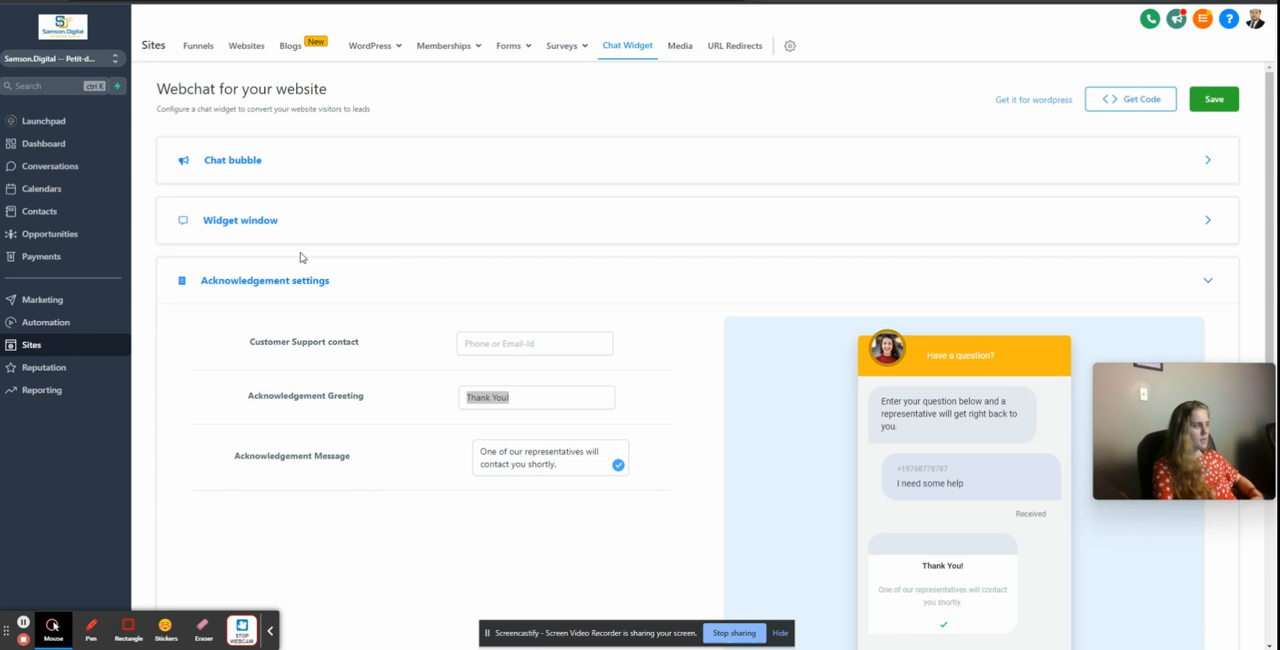 Samson.Digital
Samson.Digital -- Petit-d...
Search
ctrl K
Launchpad
Dashboard
Conversations
Calendars
Contacts
Opportunities
Payments
Marketing
Automation
Sites
Reputation
Reporting
Sites
Funnels
Websites
Blogs
New
WordPress
Memberships
Forms
Surveys
Chat Widget
Media
URL Redirects
?
Webchat for your website
Configure a chat widget to convert your website visitors to leads
Get it for wordpress
<> Get Code
Save
Chat bubble
Widget window
Acknowledgement settings
Customer Support contact
Phone or Email-Id
Acknowledgement Greeting
Thank You!
Acknowledgement Message
One of our representatives will
contact you shortly.
Have a question?
Enter your question below and a
representative will get right back to
you.
+19768778787
I need some help
Received
Thank You!
One of our representatives will contact
you shortly.
Mouse
Pen
Rectangle
Stickers
Eraser
STOP
WEBCAM
Screencastify - Screen Video Recorder is sharing your screen.
Stop sharing
Hide